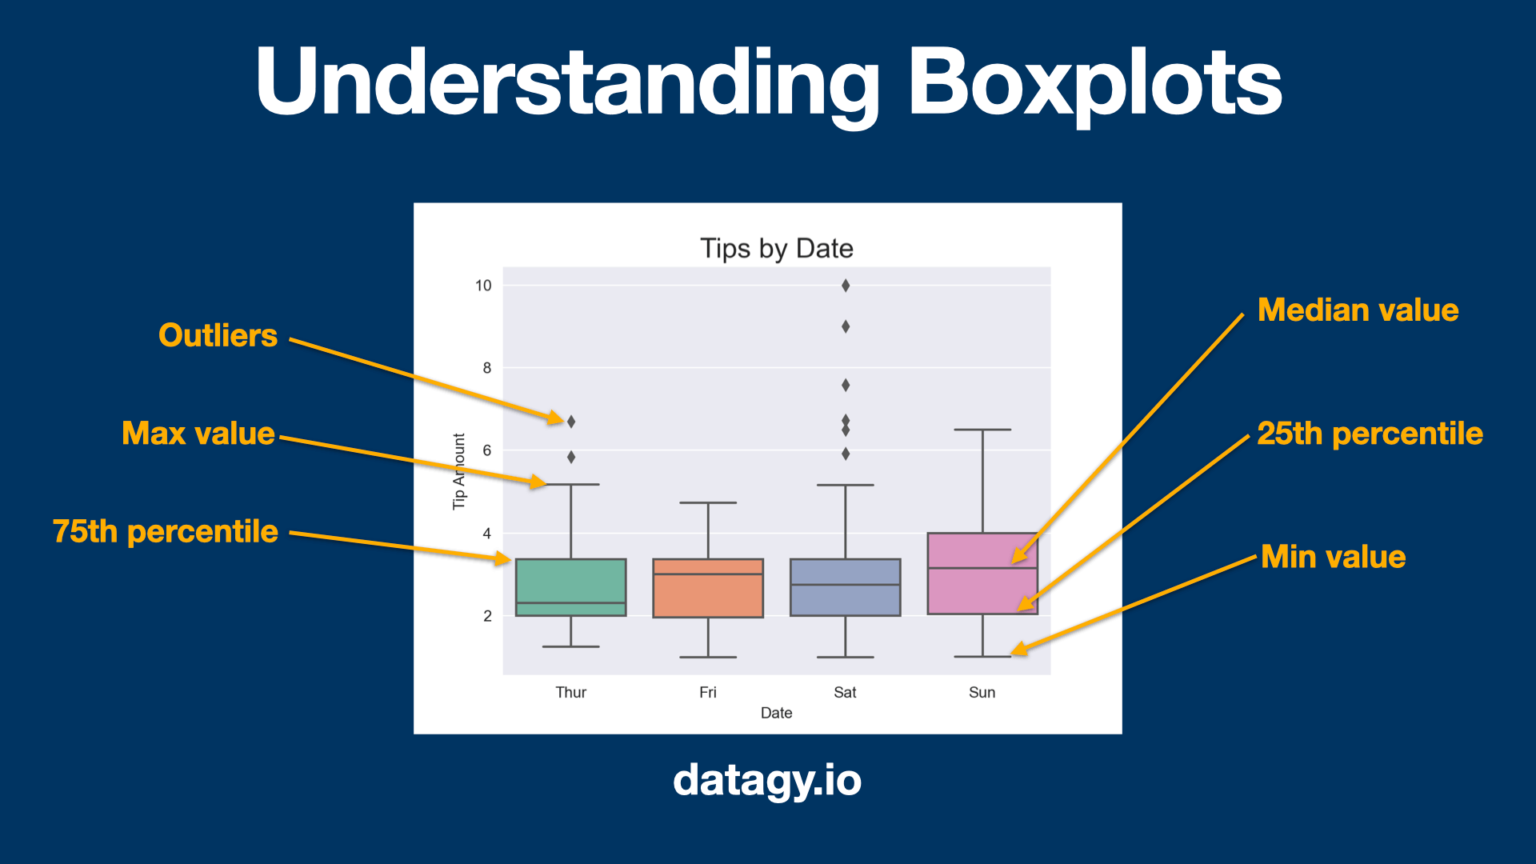 Understanding Boxplots
Tips by Date
Outliers
Max value
75th percentile
Median value
25th percentile
Min value
10
8
6
4
2
Tip Amount
Thur
Fri
Sat
Sun
Date
datagy.io